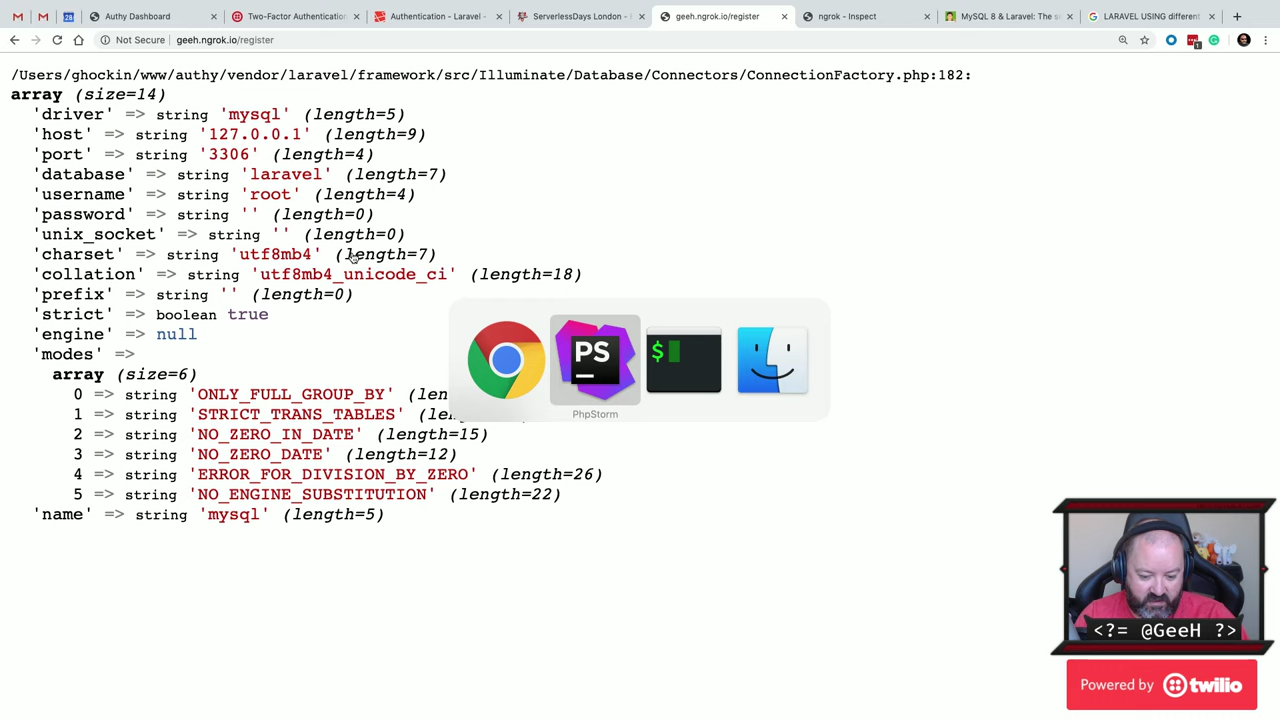 Authy Dashboard
Two-Factor Authentication
Authentication - Laravel -
ServerlessDays London -
geeh.ngrok.io/register
ngrok - Inspect
MySQL 8 & Laravel: The s
LARAVEL USING different
28
Not Secure
geeh.ngrok.io/register
1
/Users/ghockin/www/authy/vendor/laravel/framework/src/Illuminate/Database/Connectors/ConnectionFactory.php:182:
array (size=14)
'driver' => string 'mysql' (length=5)
'host' => string '127.0.0.1' (length=9)
'port' => string '3306' (length=4)
'database' => string 'laravel' (length=7)
'username' => string 'root' (length=4)
'password' => string '' (length=0)
'unix_socket' => string '' (length=0)
'charset' => string 'utf8mb4' (length=7)
'collation' => string 'utf8mb4_unicode_ci' (length=18)
'prefix' => string '' (length=0)
'strict' => boolean true
'engine' => null
'modes' =>
array (size=6)
0 => string 'ONLY_FULL_GROUP_BY' (len
1 => string 'STRICT_TRANS_TABLES' (le
2 => string 'NO_ZERO_IN_DATE' (length=15)
3 => string 'NO_ZERO_DATE' (length=12)
4 => string 'ERROR_FOR_DIVISION_BY_ZERO' (length=26)
5 => string 'NO_ENGINE_SUBSTITUTION' (length=22)
'name' => string 'mysql' (length=5)
PS
$
PhpStorm
<?= @GeeH ?>
Powered by twilio